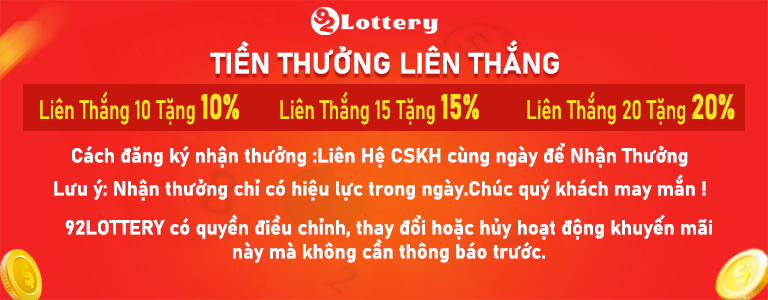 92 Lottery
TIỀN THƯỞNG LIÊN THẮNG
Liên Thắng 10 Tặng 10% Liên Thắng 15 Tặng 15% Liên Thắng 20 Tặng 20%
Cách đăng ký nhận thưởng :Liên Hệ CSKH cùng ngày để Nhận Thưởng
Lưu ý: Nhận thưởng chỉ có hiệu lực trong ngày.Chúc quý khách may mắn !
92LOTTERY có quyền điều chỉnh, thay đổi hoặc hủy hoạt động khuyến mãi
này mà không cần thông báo trước.